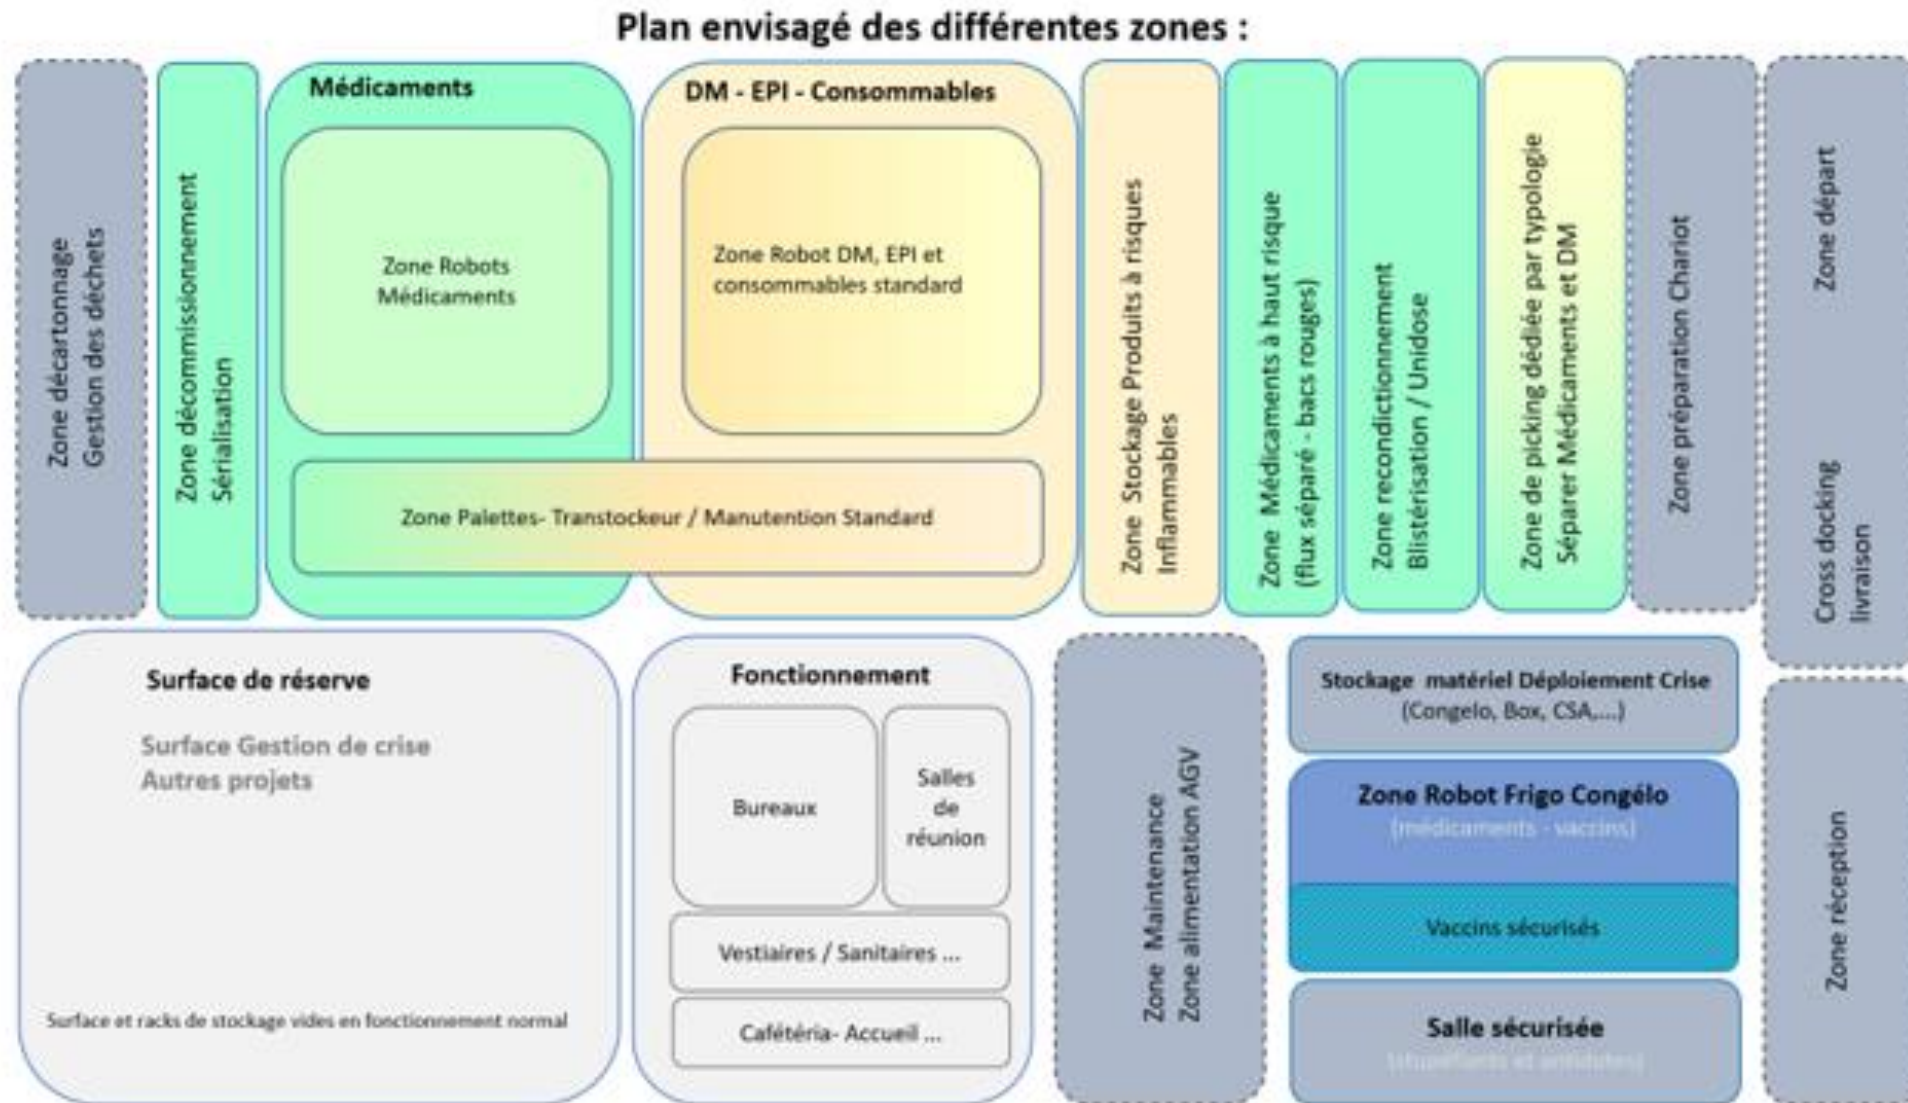 Plan envisagé des différentes zones :
Zone décartonnage
Gestion des déchets
Zone décommissionnement
Sérialisation
Médicaments
Zone Robots
Médicaments
DM - EPI - Consommables
Zone Robot DM, EPI et
consommables standard
Zone Palettes- Transtockeur / Manutention Standard
Zone Stockage Produits à risques
Inflammables
Zone Médicaments à haut risque
(flux séparé - bacs rouges)
Zone reconditionnement
Blistérisation / Unidose
Zone de picking dédiée par typologie
Séparer Médicaments et DM
Zone préparation Chariot
Zone départ
Cross docking
livraison
Surface de réserve
Surface Gestion de crise
Autres projets
Surface et racks de stockage vides en fonctionnement normal
Fonctionnement
Bureaux
Salles
de
réunion
Vestiaires / Sanitaires ...
Cafétéria- Accueil ...
Zone Maintenance
Zone alimentation AGV
Stockage matériel Déploiement Crise
(Congelo, Box, CSA,...)
Zone Robot Frigo Congélo
(médicaments - vaccins)
Vaccins sécurisés
Salle sécurisée
(stupéfiants et antidotes)
Zone réception